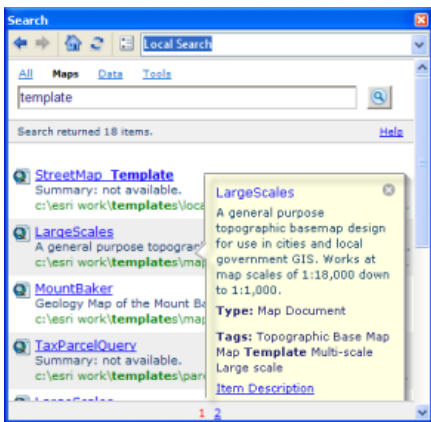 Search
Local Search
All Maps Data Tools
template
Search returned 18 items. Help
StreetMap_Template
Summary: not available.
c:\esri work\templates\loca
LargeScales
A general purpose topograp
c:\esri work\templates\map
MountBaker
Geology Map of the Mount Ba
c:\esri work\templates\map
TaxParcelQuery
Summary: not available.
c:\esri work\templates\parc
LargeScales
A general purpose
topographic basemap design
for use in cities and local
government GIS. Works at
map scales of 1:18,000 down
to 1:1,000.
Type: Map Document
Tags: Topographic Base Map
Map Template Multi-scale
Large scale
Item Description
1 2